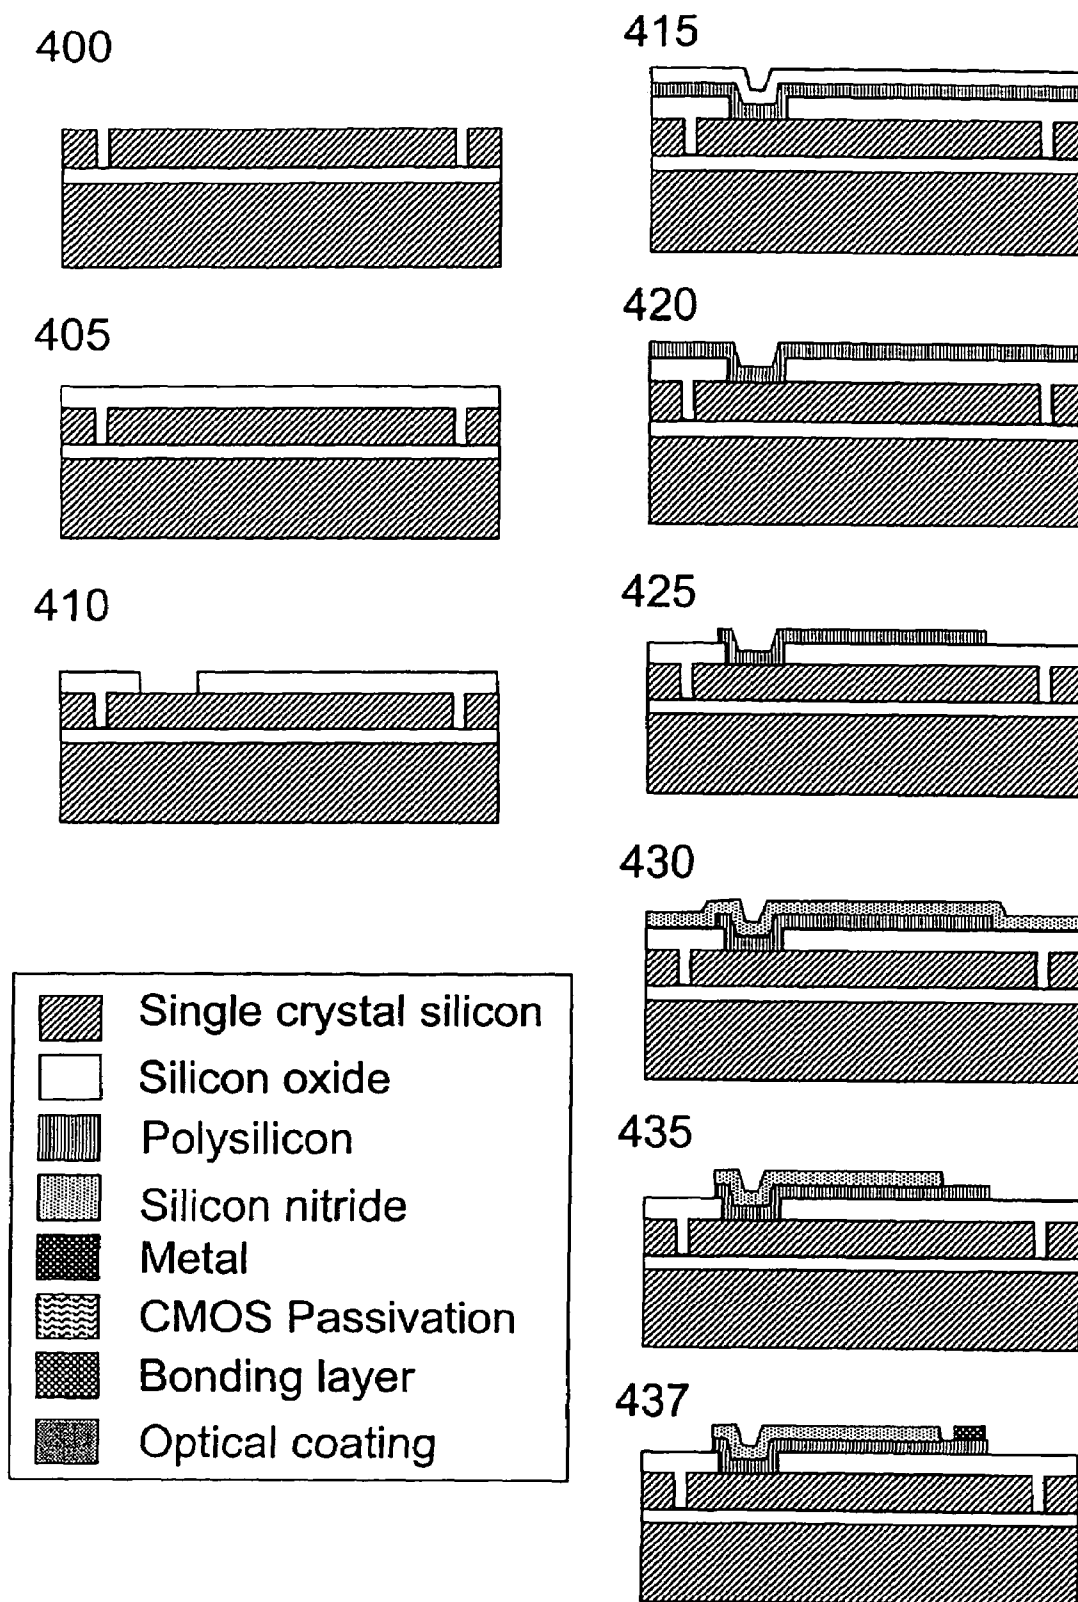 400
405
410
415
420
425
430
435
437
Single crystal silicon
Silicon oxide
Polysilicon
Silicon nitride
Metal
CMOS Passivation
Bonding layer
Optical coating